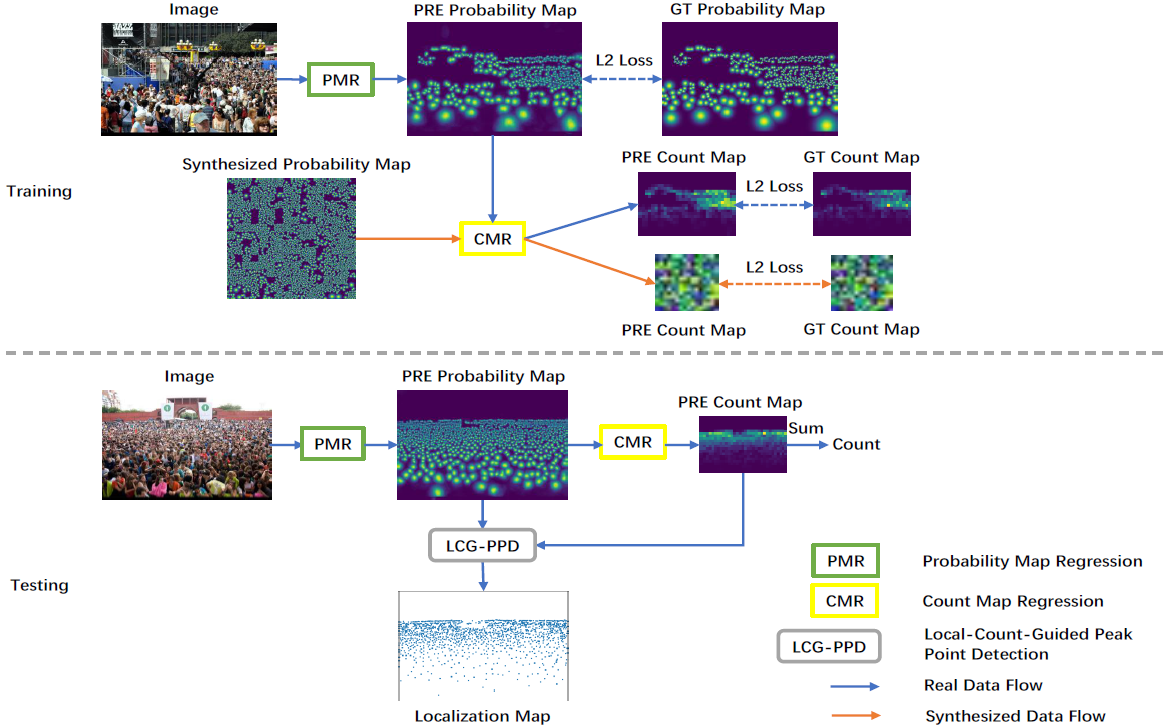 Image
PRE Probability Map
GT Probability Map
PMR
L2 Loss
Synthesized Probability Map
PRE Count Map
GT Count Map
Training
L2 Loss
CMR
L2 Loss
PRE Count Map
GT Count Map
Image
PRE Probability Map
PRE Count Map
PMR
CMR
Sum
Count
LCG-PPD
Testing
Localization Map
PMR
Probability Map Regression
CMR
Count Map Regression
LCG-PPD
Local-Count-Guided Peak
Point Detection
Real Data Flow
Synthesized Data Flow